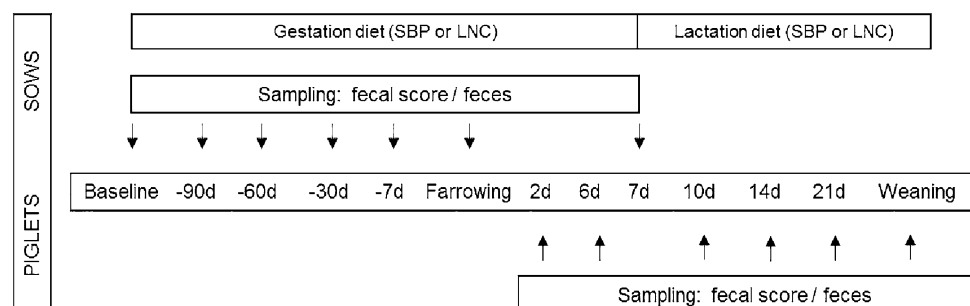 SOWS
Gestation diet (SBP or LNC)
Lactation diet (SBP or LNC)
Sampling: fecal score / feces
PIGLETS
Baseline -90d -60d -30d -7d Farrowing 2d 6d 7d 10d 14d 21d Weaning
Sampling: fecal score / feces